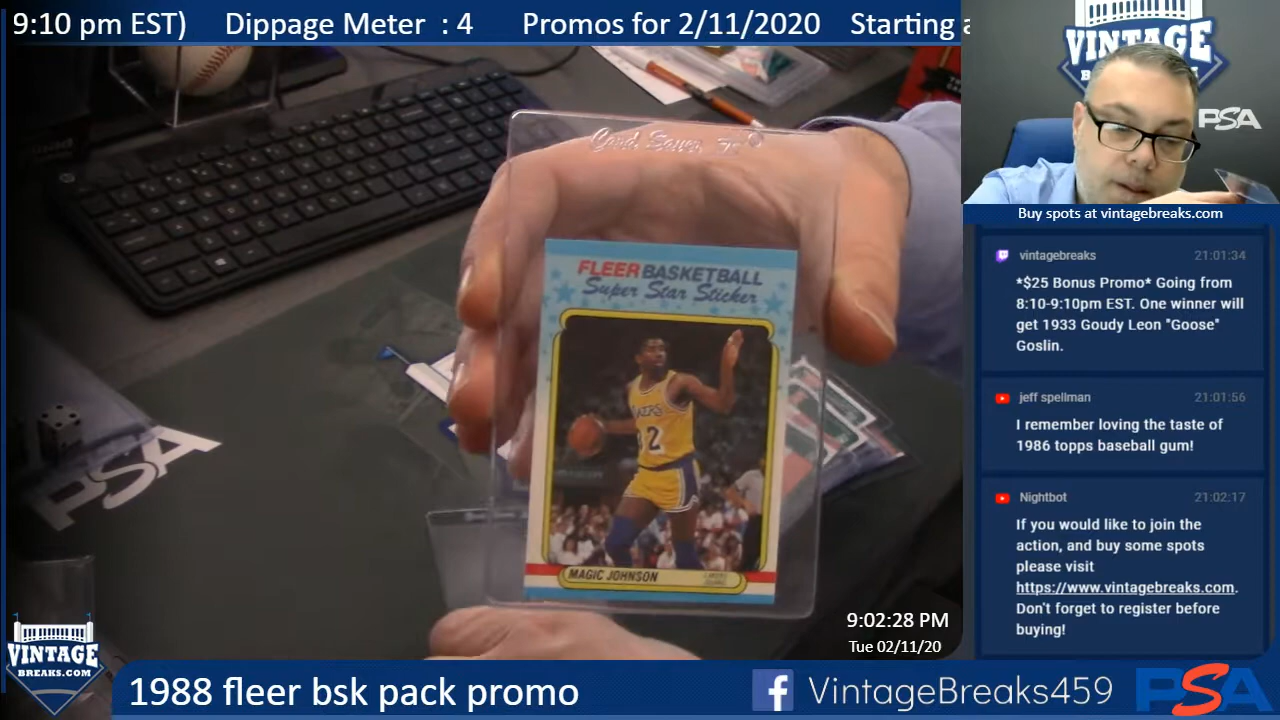 9:10 pm EST) Dippage Meter : 4 Promos for 2/11/2020 Starting a
VINTAGE
PSA
Buy spots at vintagebreaks.com
Card Saver
FLEER BASKETBALL
Super Star Sticker
LAKERS
32
MAGIC JOHNSON
PSA
vintagebreaks 21:01:34
*$25 Bonus Promo* Going from
8:10-9:10pm EST. One winner will
get 1933 Goudy Leon "Goose"
Goslin.
jeff spellman 21:01:56
I remember loving the taste of
1986 topps baseball gum!
Nightbot 21:02:17
If you would like to join the
action, and buy some spots
please visit
https://www.vintagebreaks.com.
Don't forget to register before
buying!
9:02:28 PM
Tue 02/11/20
VINTAGE
BREAKS.COM
1988 fleer bsk pack promo
f VintageBreaks459 PSA